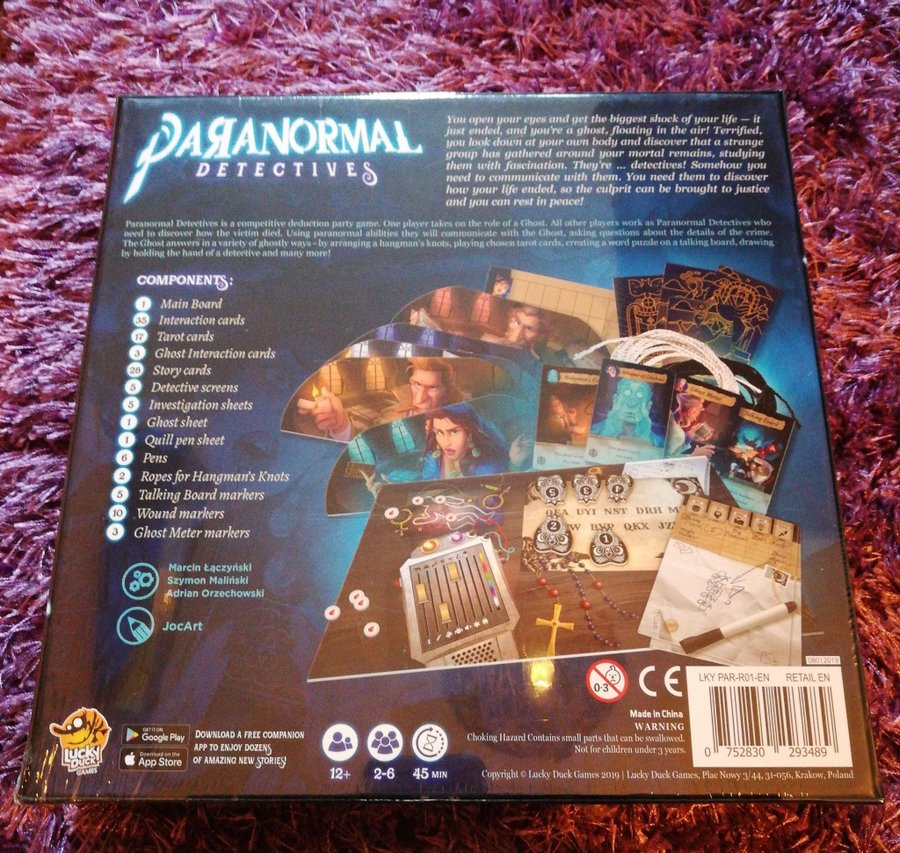 PARANORMAL
DETECTIVES
You open your eyes and get the biggest shock of your life — it
just ended, and you're a ghost, floating in the air! Terrified,
you look down at your own body and discover that a strange
group has gathered around your mortal remains, studying
them with fascination. They're ... detectives! Somehow you
need to communicate with them. You need them to discover
how your life ended, so the culprit can be brought to justice
and you can rest in peace!
Paranormal Detectives is a competitive deduction party game. One player takes on the role of a Ghost. All other players work as Paranormal Detectives who
need to discover how the victim died. Using paranormal abilities they will communicate with the Ghost, asking questions about the details of the crime.
The Ghost answers in a variety of ghostly ways - by arranging a hangman's knots, playing chosen tarot cards, creating a word puzzle on a talking board, drawing
by holding the hand of a detective and many more!
COMPONENTS:
1 Main Board
35 Interaction cards
17 Tarot cards
3 Ghost Interaction cards
28 Story cards
5 Detective screens
5 Investigation sheets
1 Ghost sheet
1 Quill pen sheet
6 Pens
2 Ropes for Hangman's Knots
5 Talking Board markers
10 Wound markers
3 Ghost Meter markers
Marcin Łączyński
Szymon Maliński
Adrian Orzechowski
JocArt
Talking Board
2
1
08012019
0-3
CE
LKY PAR-R01-EN RETAIL EN
0 752830 293489
Made in China
WARNING
Choking Hazard Contains small parts that can be swallowed.
Not for children under 3 years.
LUCKY
DUCK
GAMES
GET IT ON
Google Play
Download on the
App Store
DOWNLOAD A FREE COMPANION
APP TO ENJOY DOZENS
OF AMAZING NEW STORIES!
12+ 2-6 45 MIN
Copyright © Lucky Duck Games 2019 | Lucky Duck Games, Plac Nowy 3/44, 31-056, Krakow, Poland